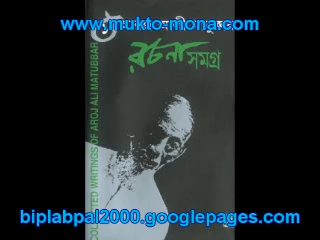 www.mukto-mona.com
রচনা সমগ্র
COLLECTED WRITINGS OF AROJ ALI MATUBBAR
biplabpal2000.googlepages.com